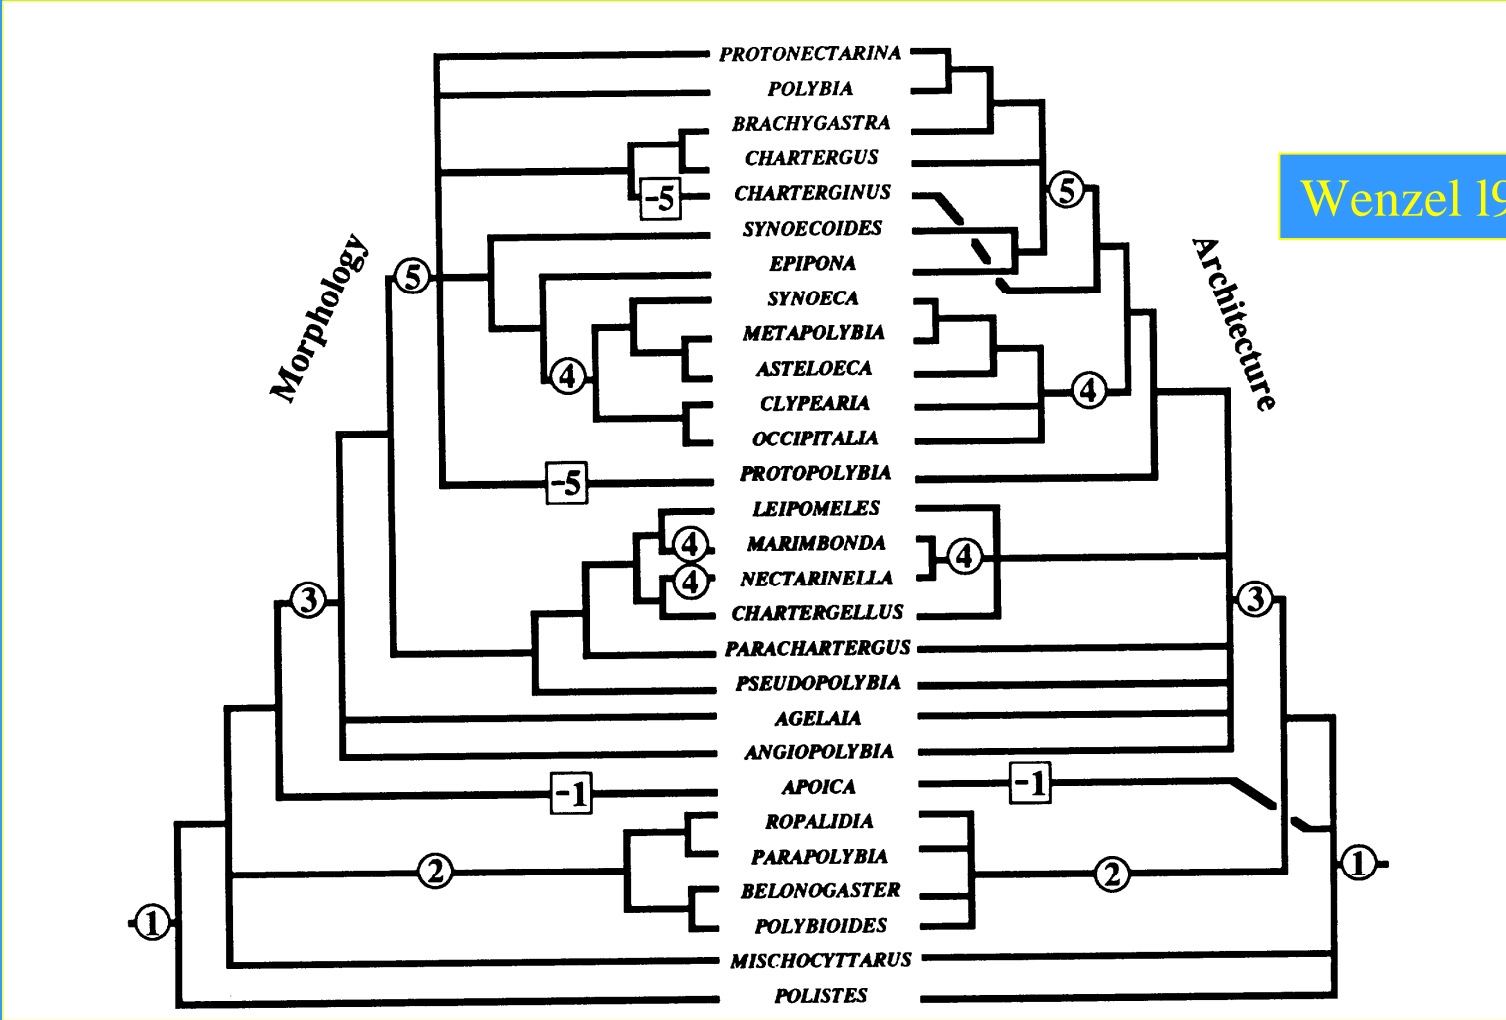 PROTONECTARINA
POLYBIA
BRACHYGASTRA
CHARTERGUS
-5 CHARTERGINUS 5
Wenzel l9
SYNOECOIDES
EPIPONA
Morphology
5
Architecture
SYNOECA
METAPOLYBIA
ASTELOECA
4 4
CLYPEARIA
OCCIPITALIA
-5 PROTOPOLYBIA
LEIPOMELES
4 MARIMBONDA 4
4 NECTARINELLA
3 3
CHARTERGELLUS
PARACHARTERGUS
PSEUDOPOLYBIA
AGELAIA
ANGIOPOLYBIA
-1 APOICA -1
ROPALIDIA
PARAPOLYBIA
1
2 2
BELONOGASTER
POLYBIOIDES
1
MISCHOCYTTARUS
POLISTES